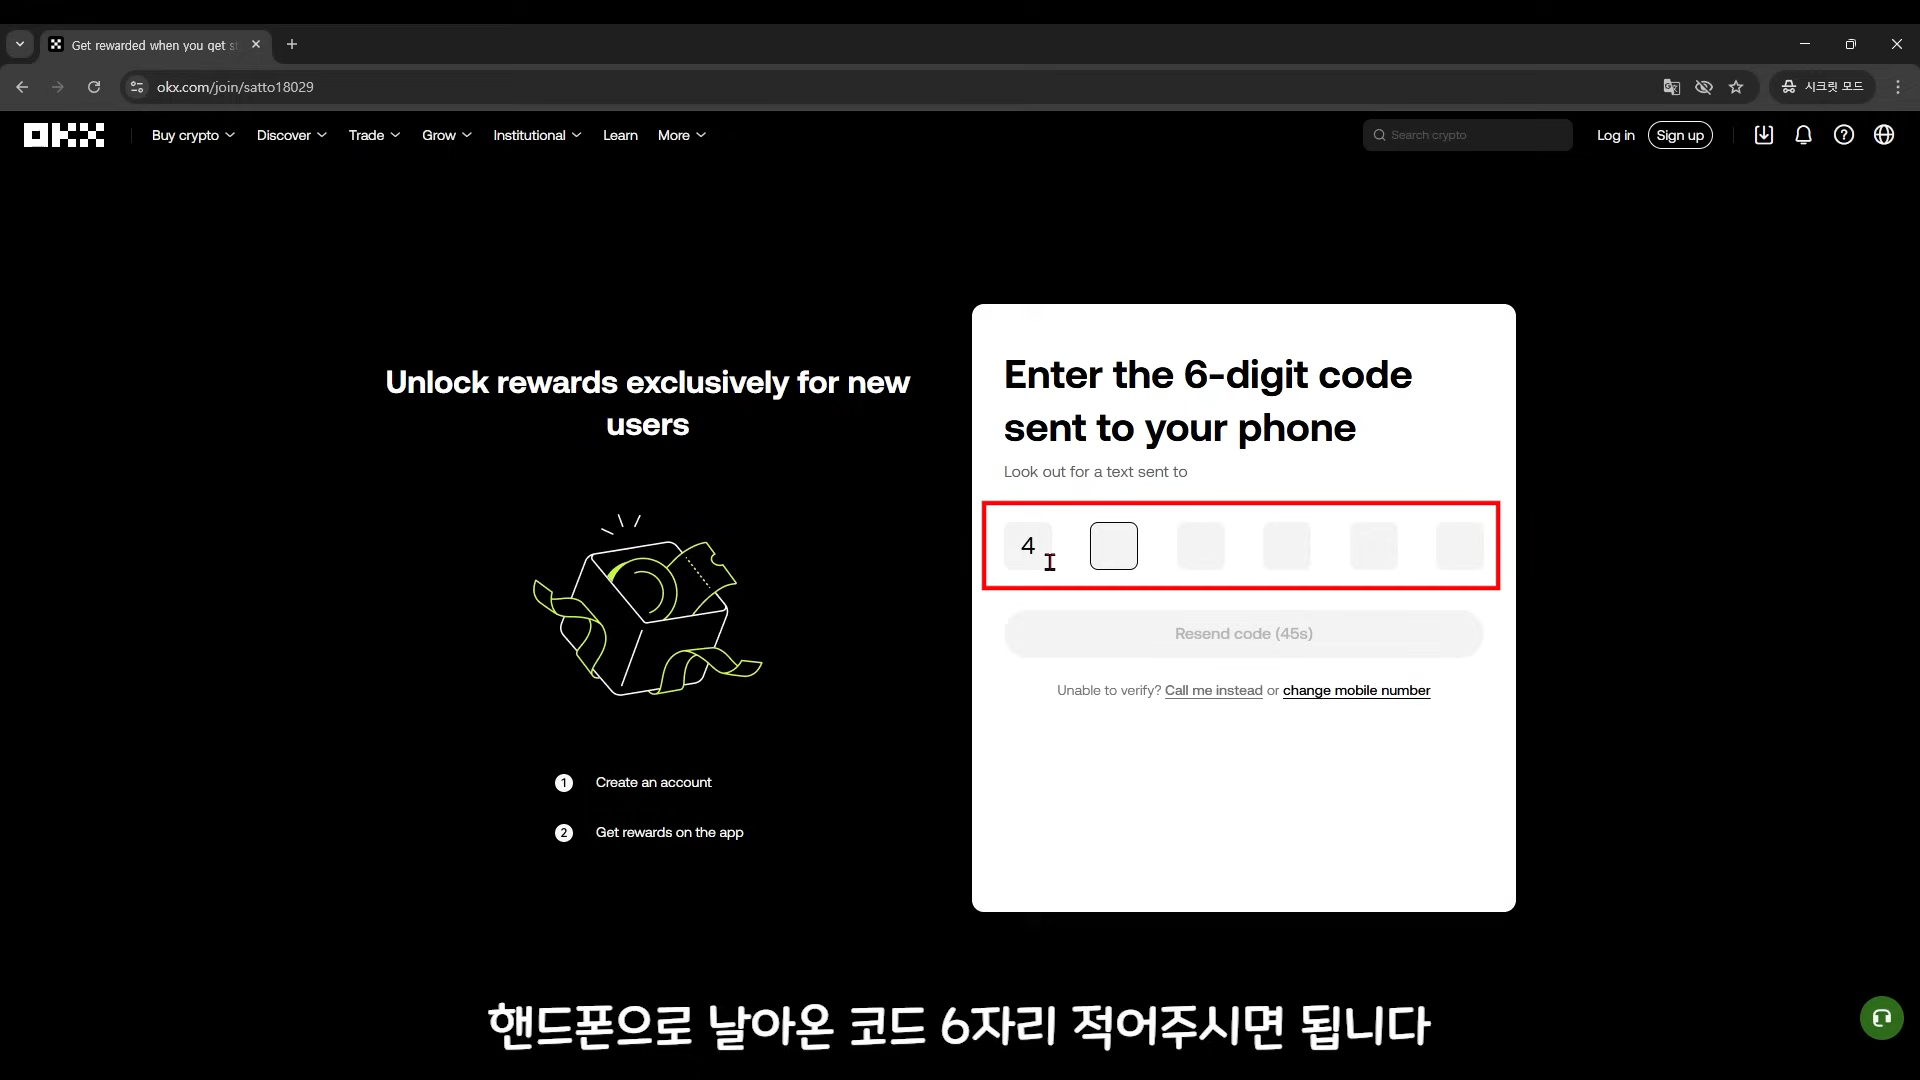 Get rewarded when you get st
okx.com/join/satto18029
시크릿 모드
OKX
Buy crypto
Discover
Trade
Grow
Institutional
Learn
More
Search crypto
Log in
Sign up
Unlock rewards exclusively for new
users
1 Create an account
2 Get rewards on the app
Enter the 6-digit code
sent to your phone
Look out for a text sent to
4
Resend code (45s)
Unable to verify? Call me instead or change mobile number
핸드폰으로 날아온 코드 6자리 적어주시면 됩니다